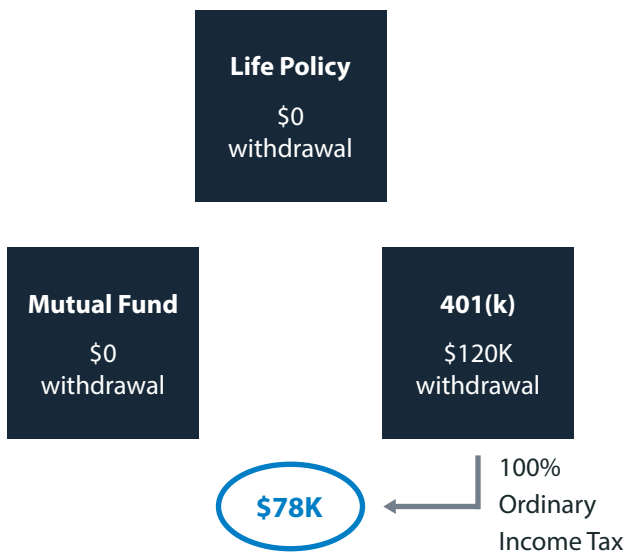 Life Policy
$0
withdrawal
Mutual Fund
$0
withdrawal
401(k)
$120K
withdrawal
$78K
100%
Ordinary
Income Tax